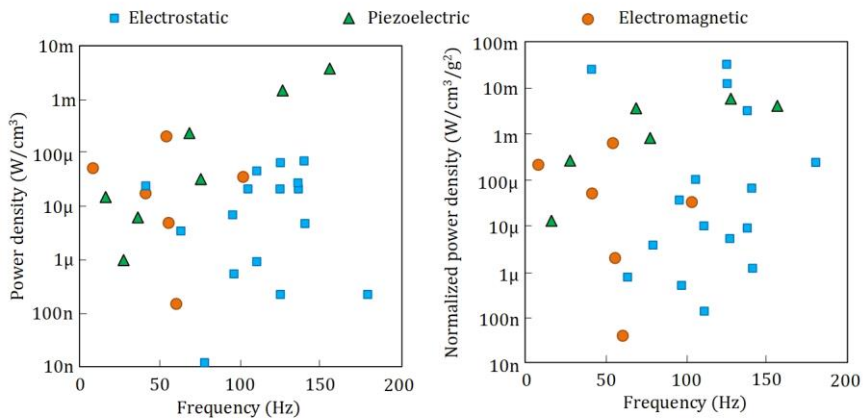 Electrostatic Piezoelectric Electromagnetic
Power density (W/cm³)
10m
1m
100µ
10µ
1µ
100n
10n
0 50 100 150 200
Frequency (Hz)
Normalized power density (W/cm³/g²)
100m
10m
1m
100µ
10µ
1µ
100n
10n
0 50 100 150 200
Frequency (Hz)